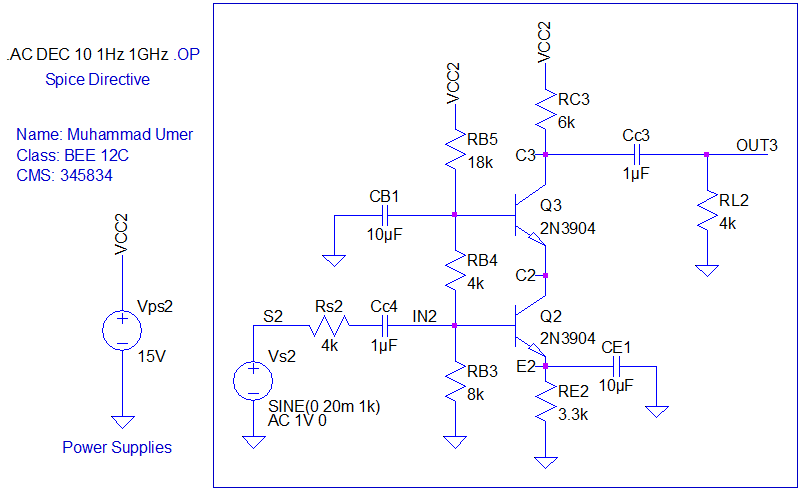 .AC DEC 10 1Hz 1GHz .OP
Spice Directive
Name: Muhammad Umer
Class: BEE 12C
CMS: 345834
VCC2
Vps2
15V
Power Supplies
VCC2
VCC2
RC3
6k
RB5
18k
C3
Cc3
1µF
OUT3
CB1
10µF
Q3
2N3904
RL2
4k
RB4
4k
C2
S2
Rs2
4k
Cc4
1µF
IN2
Q2
2N3904
Vs2
SINE(0 20m 1k)
AC 1V 0
RB3
8k
E2
CE1
10µF
RE2
3.3k